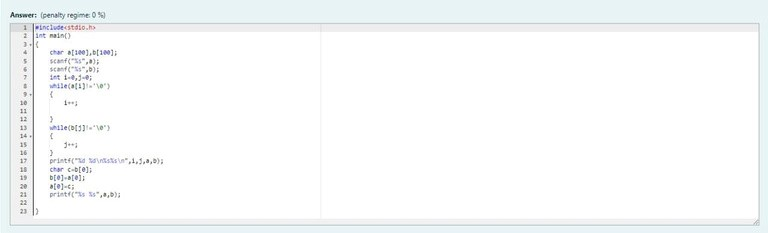 Answer: (penalty regime: 0 %)
1 #include<stdio.h>
2 int main()
3 {
4 char a[100],b[100];
5 scanf("%s",a);
6 scanf("%s",b);
7 int i=0,j=0;
8 while(a[i]!='\0')
9 {
10 i++;
11
12 }
13 while(b[j]!='\0')
14 {
15 j++;
16 }
17 printf("%d %d\n%s%s\n",i,j,a,b);
18 char c=b[0];
19 b[0]=a[0];
20 a[0]=c;
21 printf("%s %s",a,b);
22
23 }